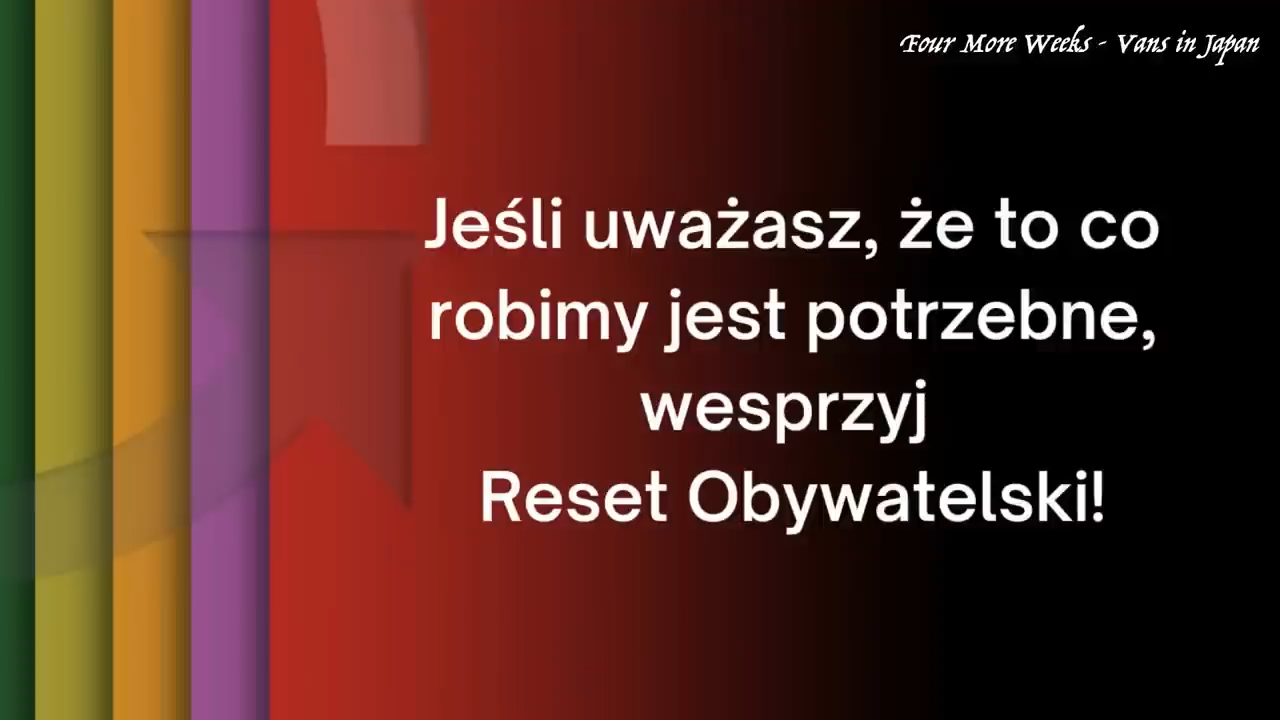 Four More Weeks - Vans in Japan
Jeśli uważasz, że to co
robimy jest potrzebne,
wesprzyj
Reset Obywatelski!